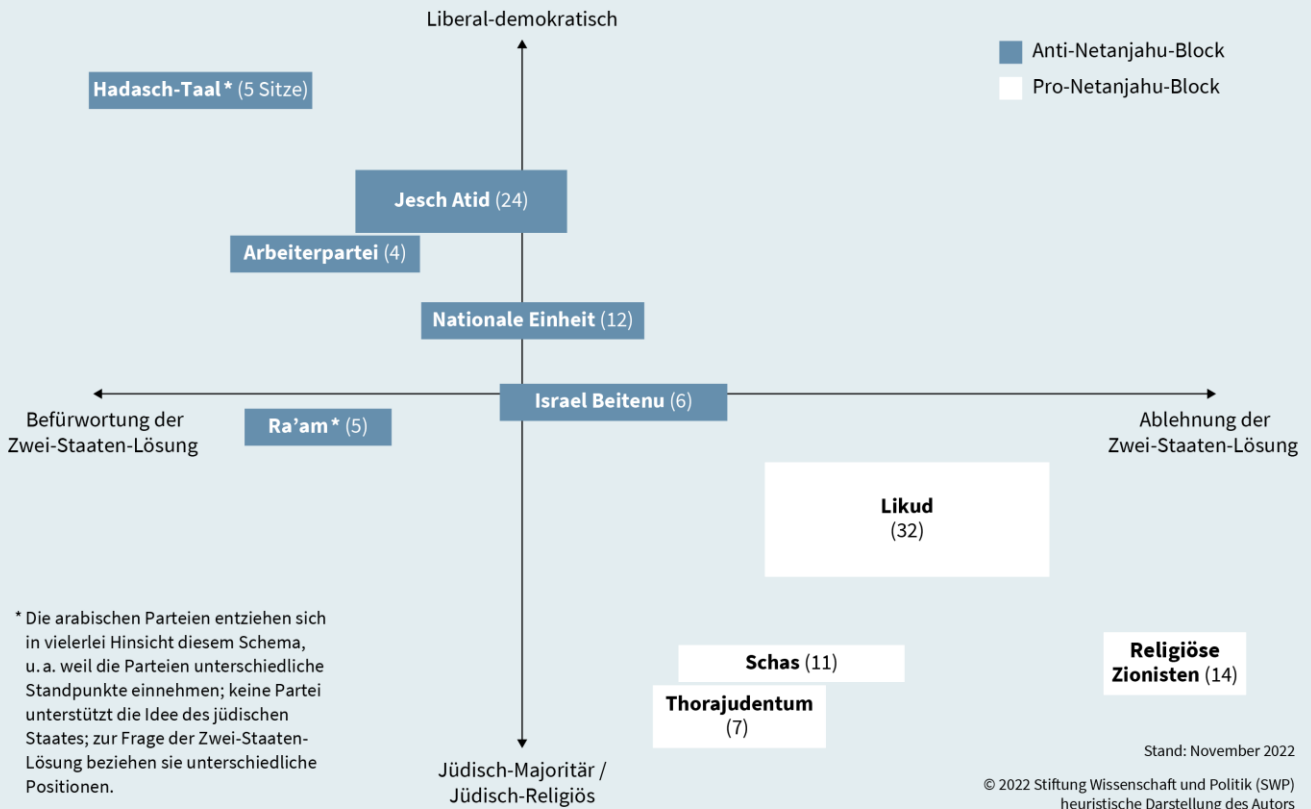 Liberal-demokratisch
Anti-Netanjahu-Block
Pro-Netanjahu-Block
Hadasch-Taal* (5 Sitze)
Jesch Atid (24)
Arbeiterpartei (4)
Nationale Einheit (12)
Israel Beitenu (6)
Befürwortung der
Zwei-Staaten-Lösung
Ra’am* (5)
Ablehnung der
Zwei-Staaten-Lösung
Likud
(32)
Schas (11)
Religiöse
Zionisten (14)
Thorajudentum
(7)
* Die arabischen Parteien entziehen sich
in vielerlei Hinsicht diesem Schema,
u. a. weil die Parteien unterschiedliche
Standpunkte einnehmen; keine Partei
unterstützt die Idee des jüdischen
Staates; zur Frage der Zwei-Staaten-
Lösung beziehen sie unterschiedliche
Positionen.
Jüdisch-Majoritär /
Jüdisch-Religiös
Stand: November 2022
© 2022 Stiftung Wissenschaft und Politik (SWP)
heuristische Darstellung des Autors